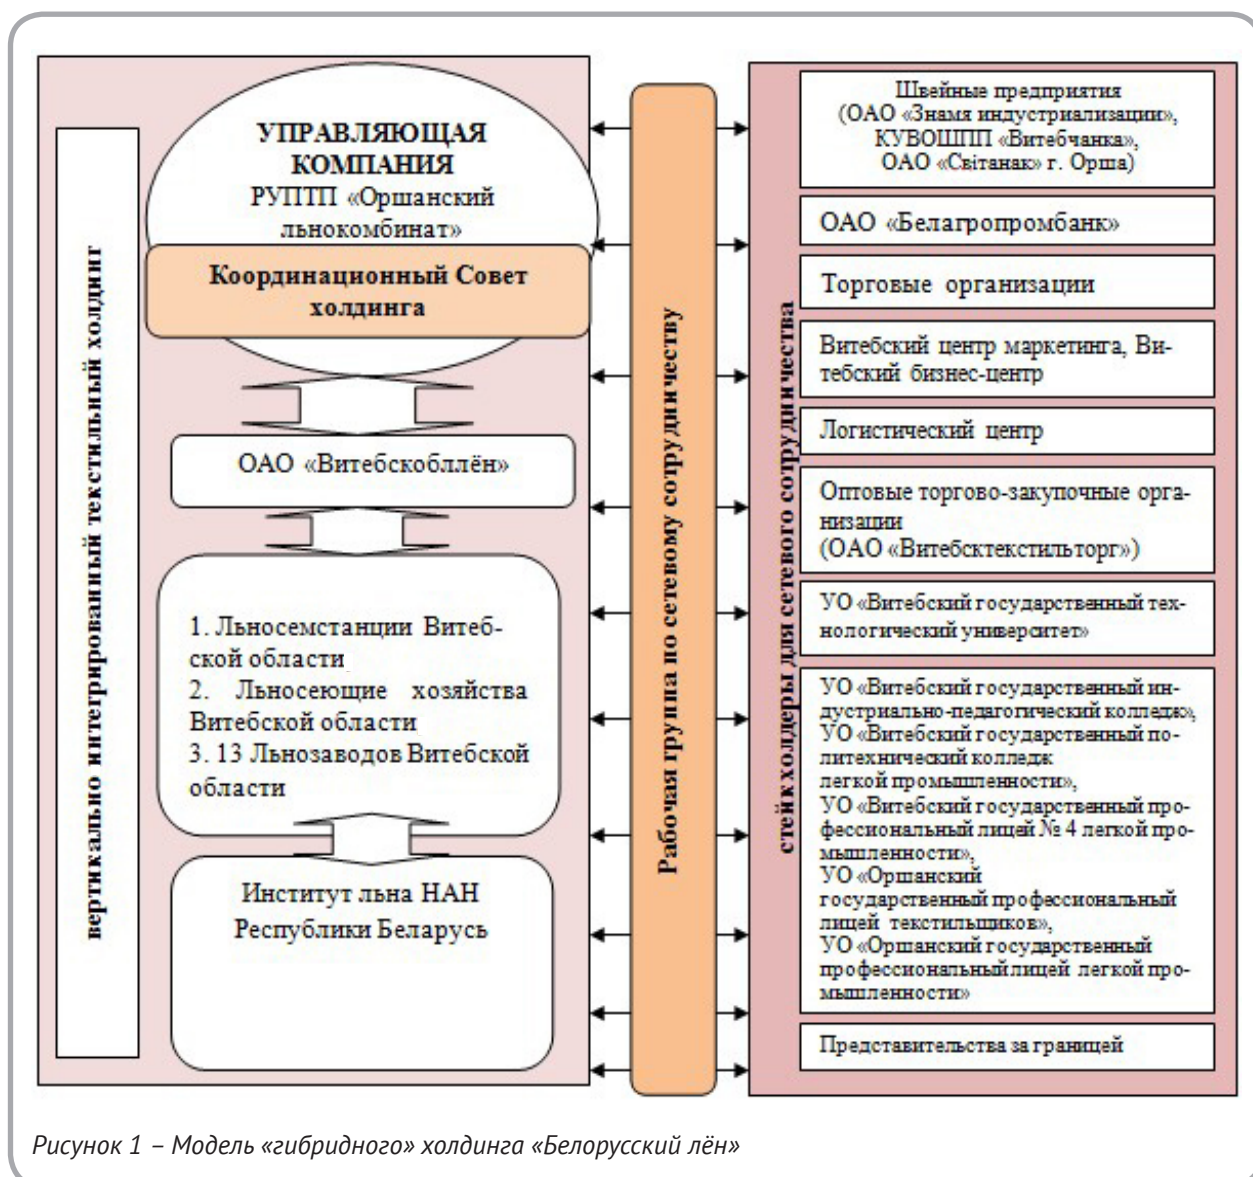 вертикально интегрированный текстильный холдинг
УПРАВЛЯЮЩАЯ
КОМПАНИЯ
РУПТП «Оршанский
льнокомбинат»
Координационный Совет
холдинга
ОАО «Витебскобллён»
1. Льносемстанции Витеб-
ской области
2. Льносеющие хозяйства
Витебской области
3. 13 Льнозаводов Витебской
области
Институт льна НАН
Республики Беларусь
Рабочая группа по сетевому сотрудничеству
стейкхолдеры для сетевого сотрудничества
Швейные предприятия
(ОАО «Знамя индустриализации»,
КУВОШПП «Витебчанка»,
ОАО «Світанак» г. Орша)
ОАО «Белагропромбанк»
Торговые организации
Витебский центр маркетинга, Ви-
тебский бизнес-центр
Логистический центр
Оптовые торгово-закупочные орга-
низации
(ОАО «Витебсктекстильторг»)
УО «Витебский государственный тех-
нологический университет»
УО «Витебский государственный ин-
дустриально-педагогический колледж»,
УО «Витебский государственный по-
литехнический колледж
легкой промышленности»,
УО «Витебский государственный про-
фессиональный лицей № 4 легкой про-
мышленности»,
УО «Оршанский
государственный профессиональный
лицей текстильщиков»,
УО «Оршанский государственный
профессиональный лицей легкой про-
мышленности»
Представительства за границей
Рисунок 1 – Модель «гибридного» холдинга «Белорусский лён»